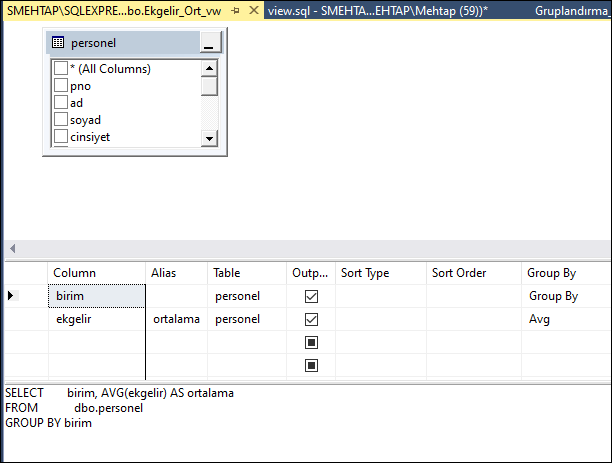 SMEHTAP\SQLEXPRE...bo.Ekgelir_Ort_vw
view.sql - SMEHTA...EHTAP\Mehtap (59))*
Gruplandırma_
personel
* (All Columns)
pno
ad
soyad
cinsiyet
Column Alias Table Outp... Sort Type Sort Order Group By
birim personel Group By
ekgelir ortalama personel Avg
SELECT birim, AVG(ekgelir) AS ortalama
FROM dbo.personel
GROUP BY birim